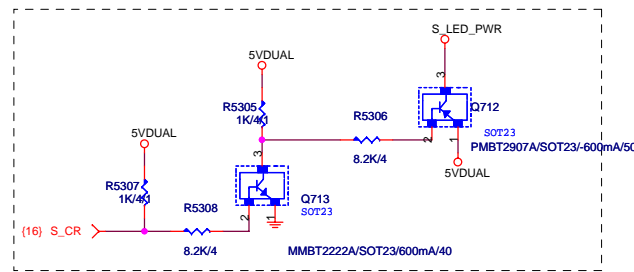 S_LED_PWR
5VDUAL
3
R5305
1K/4/1
R5306
8.2K/4
Q712
SOT23
2
1
PMBT2907A/SOT23/-600mA/50
5VDUAL
5VDUAL
R5307
1K/4/1
3
Q713
SOT23
{16} S_CR
R5308
8.2K/4
2
1
MMBT2222A/SOT23/600mA/40